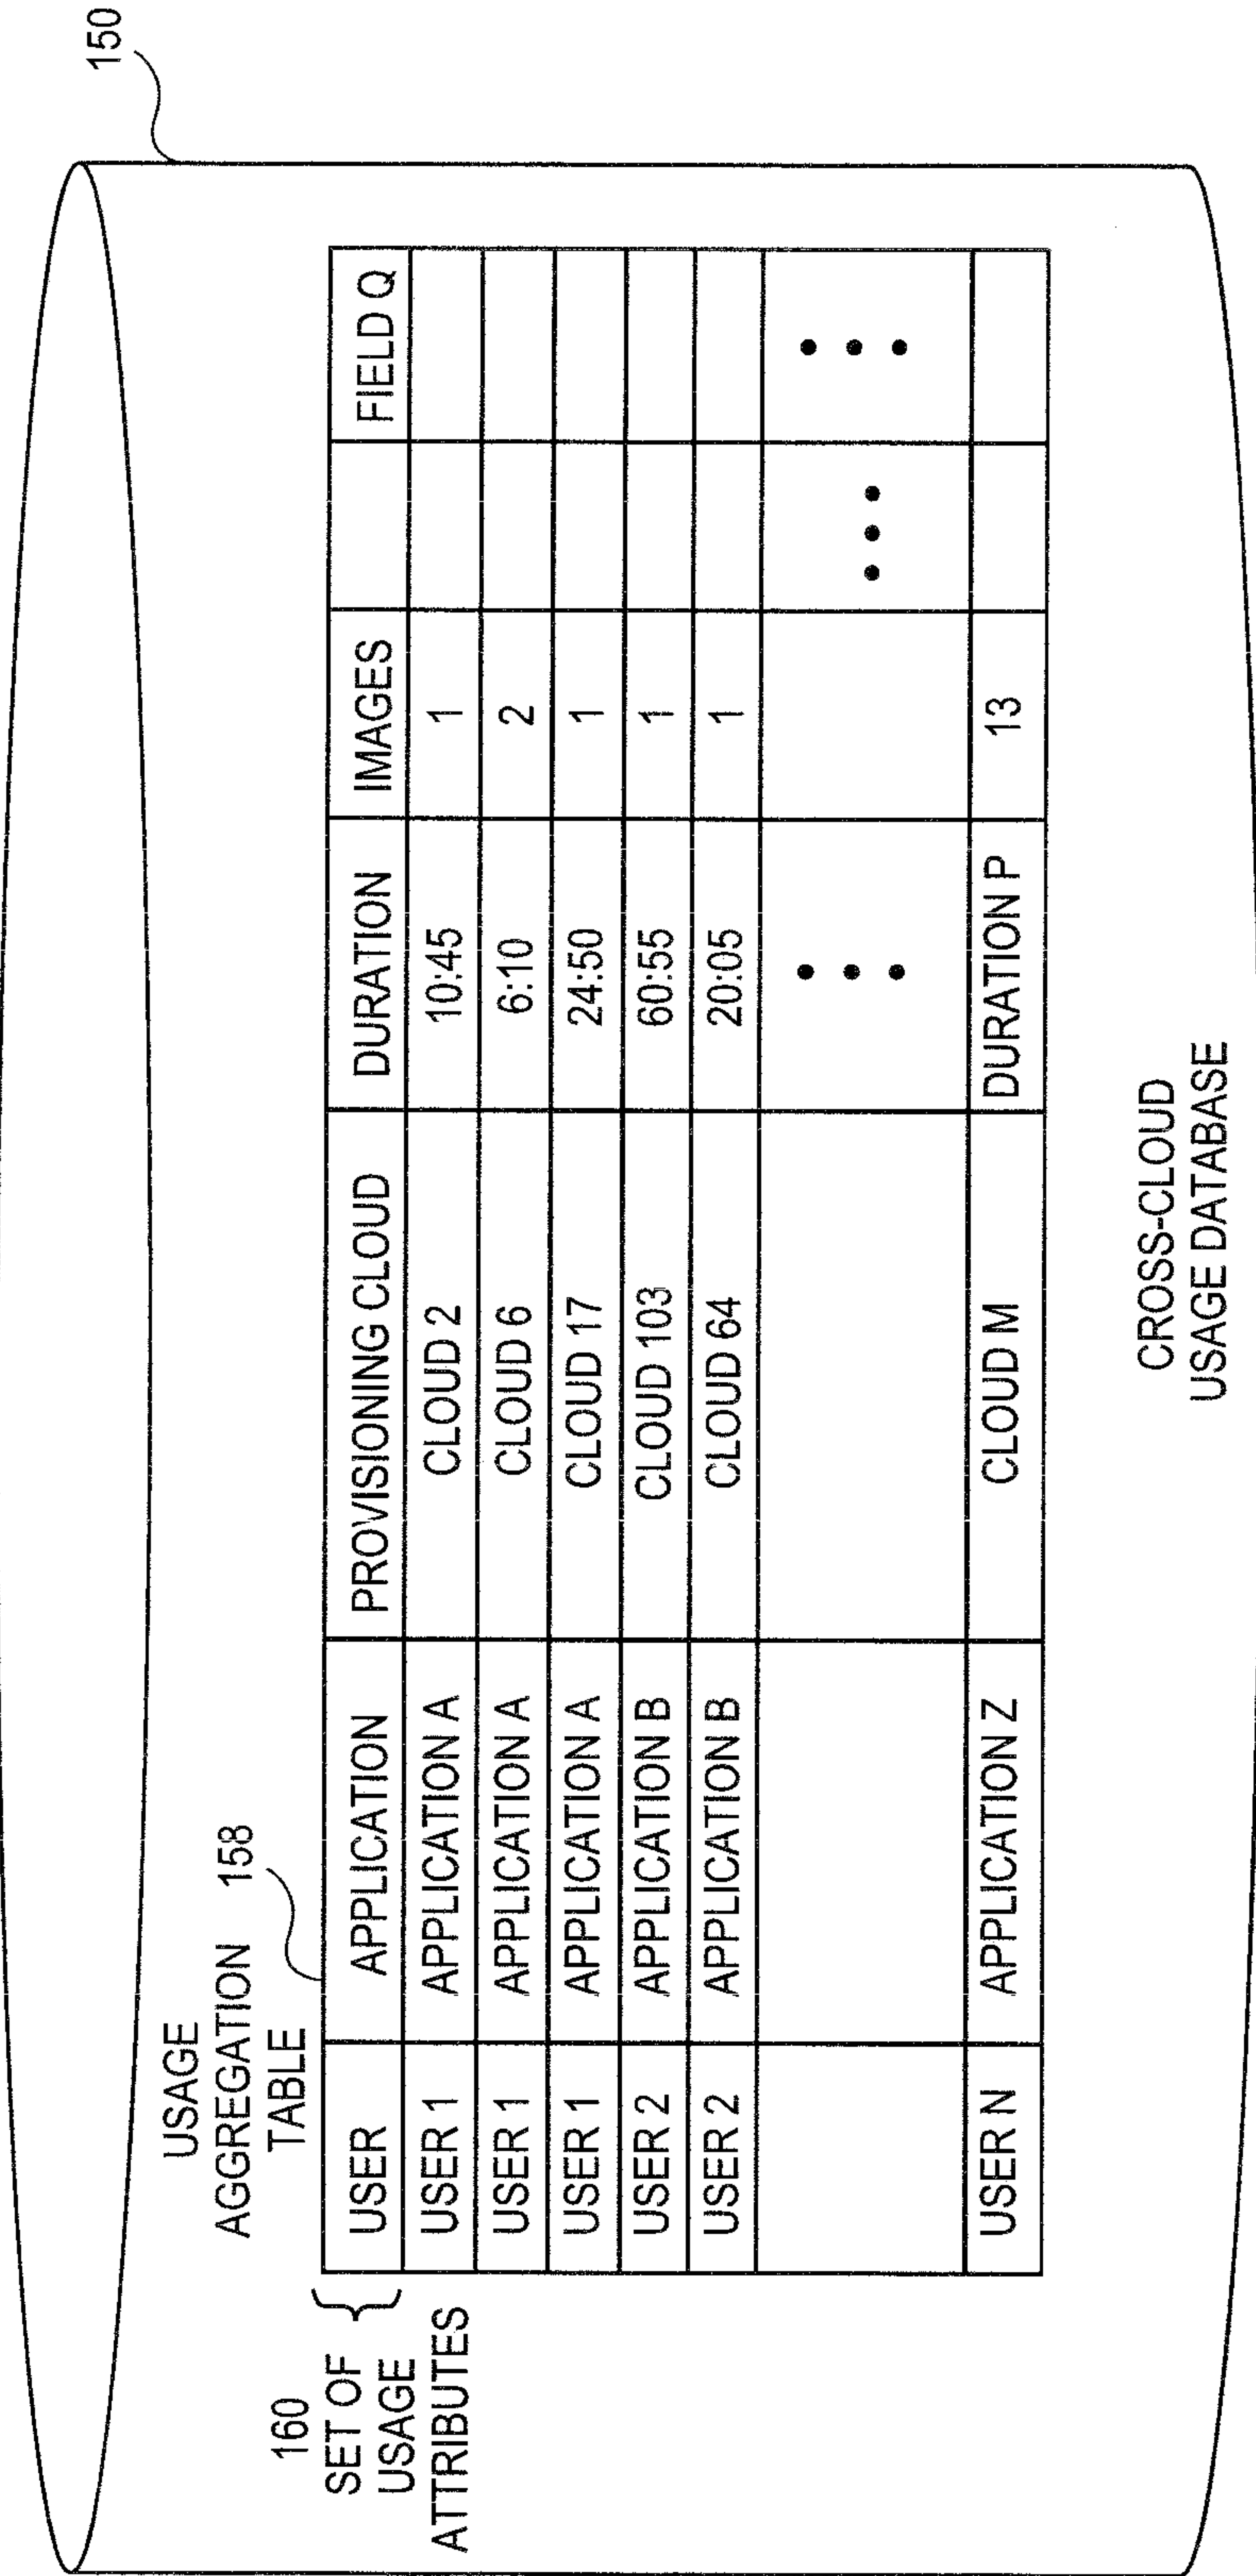 150
USAGE
AGGREGATION 158
TABLE
160
SET OF
USAGE
ATTRIBUTES
USER APPLICATION PROVISIONING CLOUD DURATION IMAGES FIELD Q
USER 1 APPLICATION A CLOUD 2 10:45 1
USER 1 APPLICATION A CLOUD 6 6:10 2
USER 1 APPLICATION A CLOUD 17 24:50 1
USER 2 APPLICATION B CLOUD 103 60:55 1
USER 2 APPLICATION B CLOUD 64 20:05 1
USER N APPLICATION Z CLOUD M DURATION P 13
CROSS-CLOUD
USAGE DATABASE